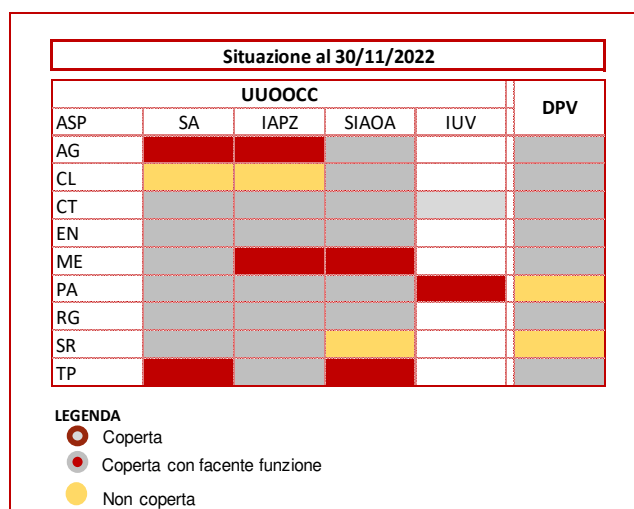 Situazione al 30/11/2022
UUOOCC
DPV
ASP SA IAPZ SIAOA IUV
AG
CL
CT
EN
ME
PA
RG
SR
TP
LEGENDA
Coperta
Coperta con facente funzione
Non coperta